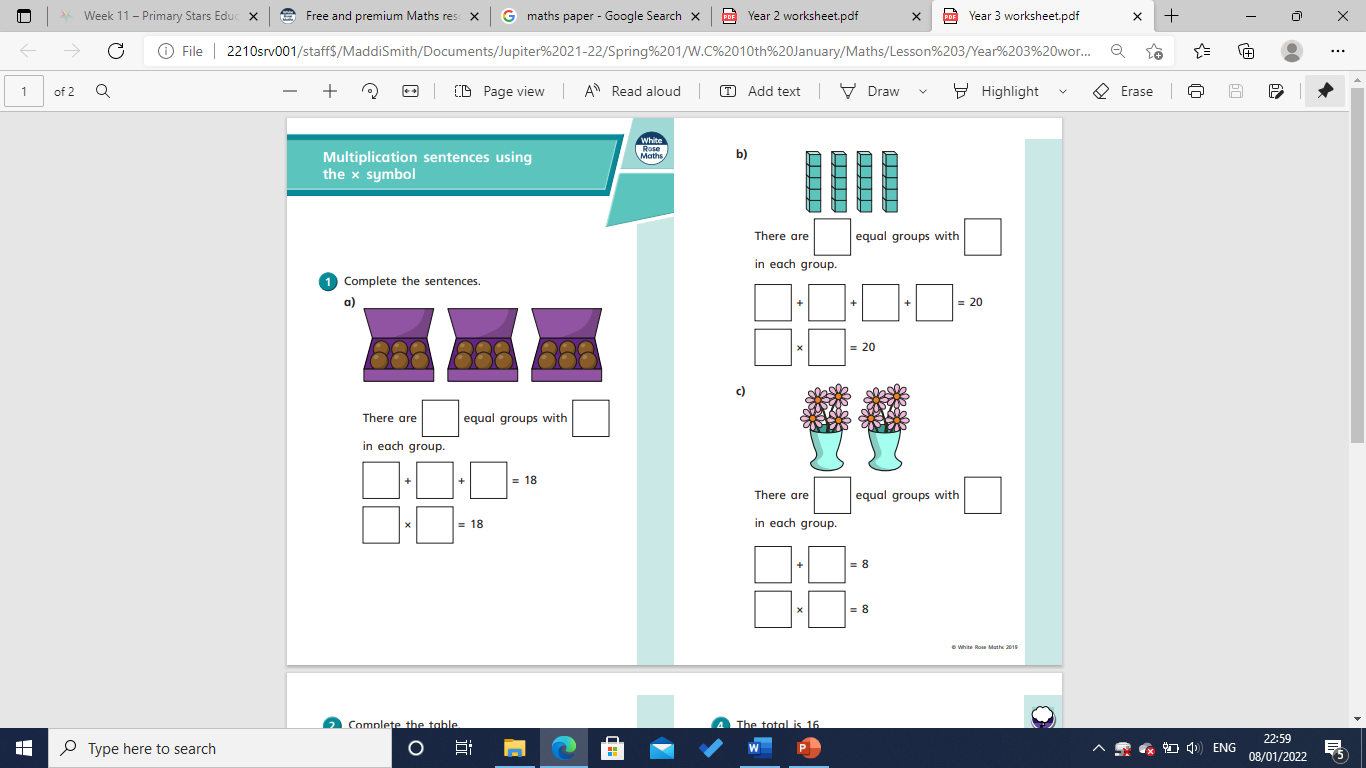 Week 11 – Primary Stars Educ
Free and premium Maths res
maths paper - Google Search
Year 2 worksheet.pdf
Year 3 worksheet.pdf
File
2210srv001/staff$/MaddiSmith/Documents/Jupiter%2021-22/Spring%201/W.C%2010th%20January/Maths/Lesson%203/Year%203%20wor...
1 of 2
Page view
Read aloud
Add text
Draw
Highlight
Erase
Multiplication sentences using
the × symbol
White
Rose
Maths
1 Complete the sentences.
a)
There are equal groups with
in each group.
+ + = 18
× = 18
b)
There are equal groups with
in each group.
+ + + = 20
× = 20
c)
There are equal groups with
in each group.
+ = 8
× = 8
© White Rose Maths 2019
2 Complete the table.
4 The total is 16
Type here to search
ENG
22:59
08/01/2022
5